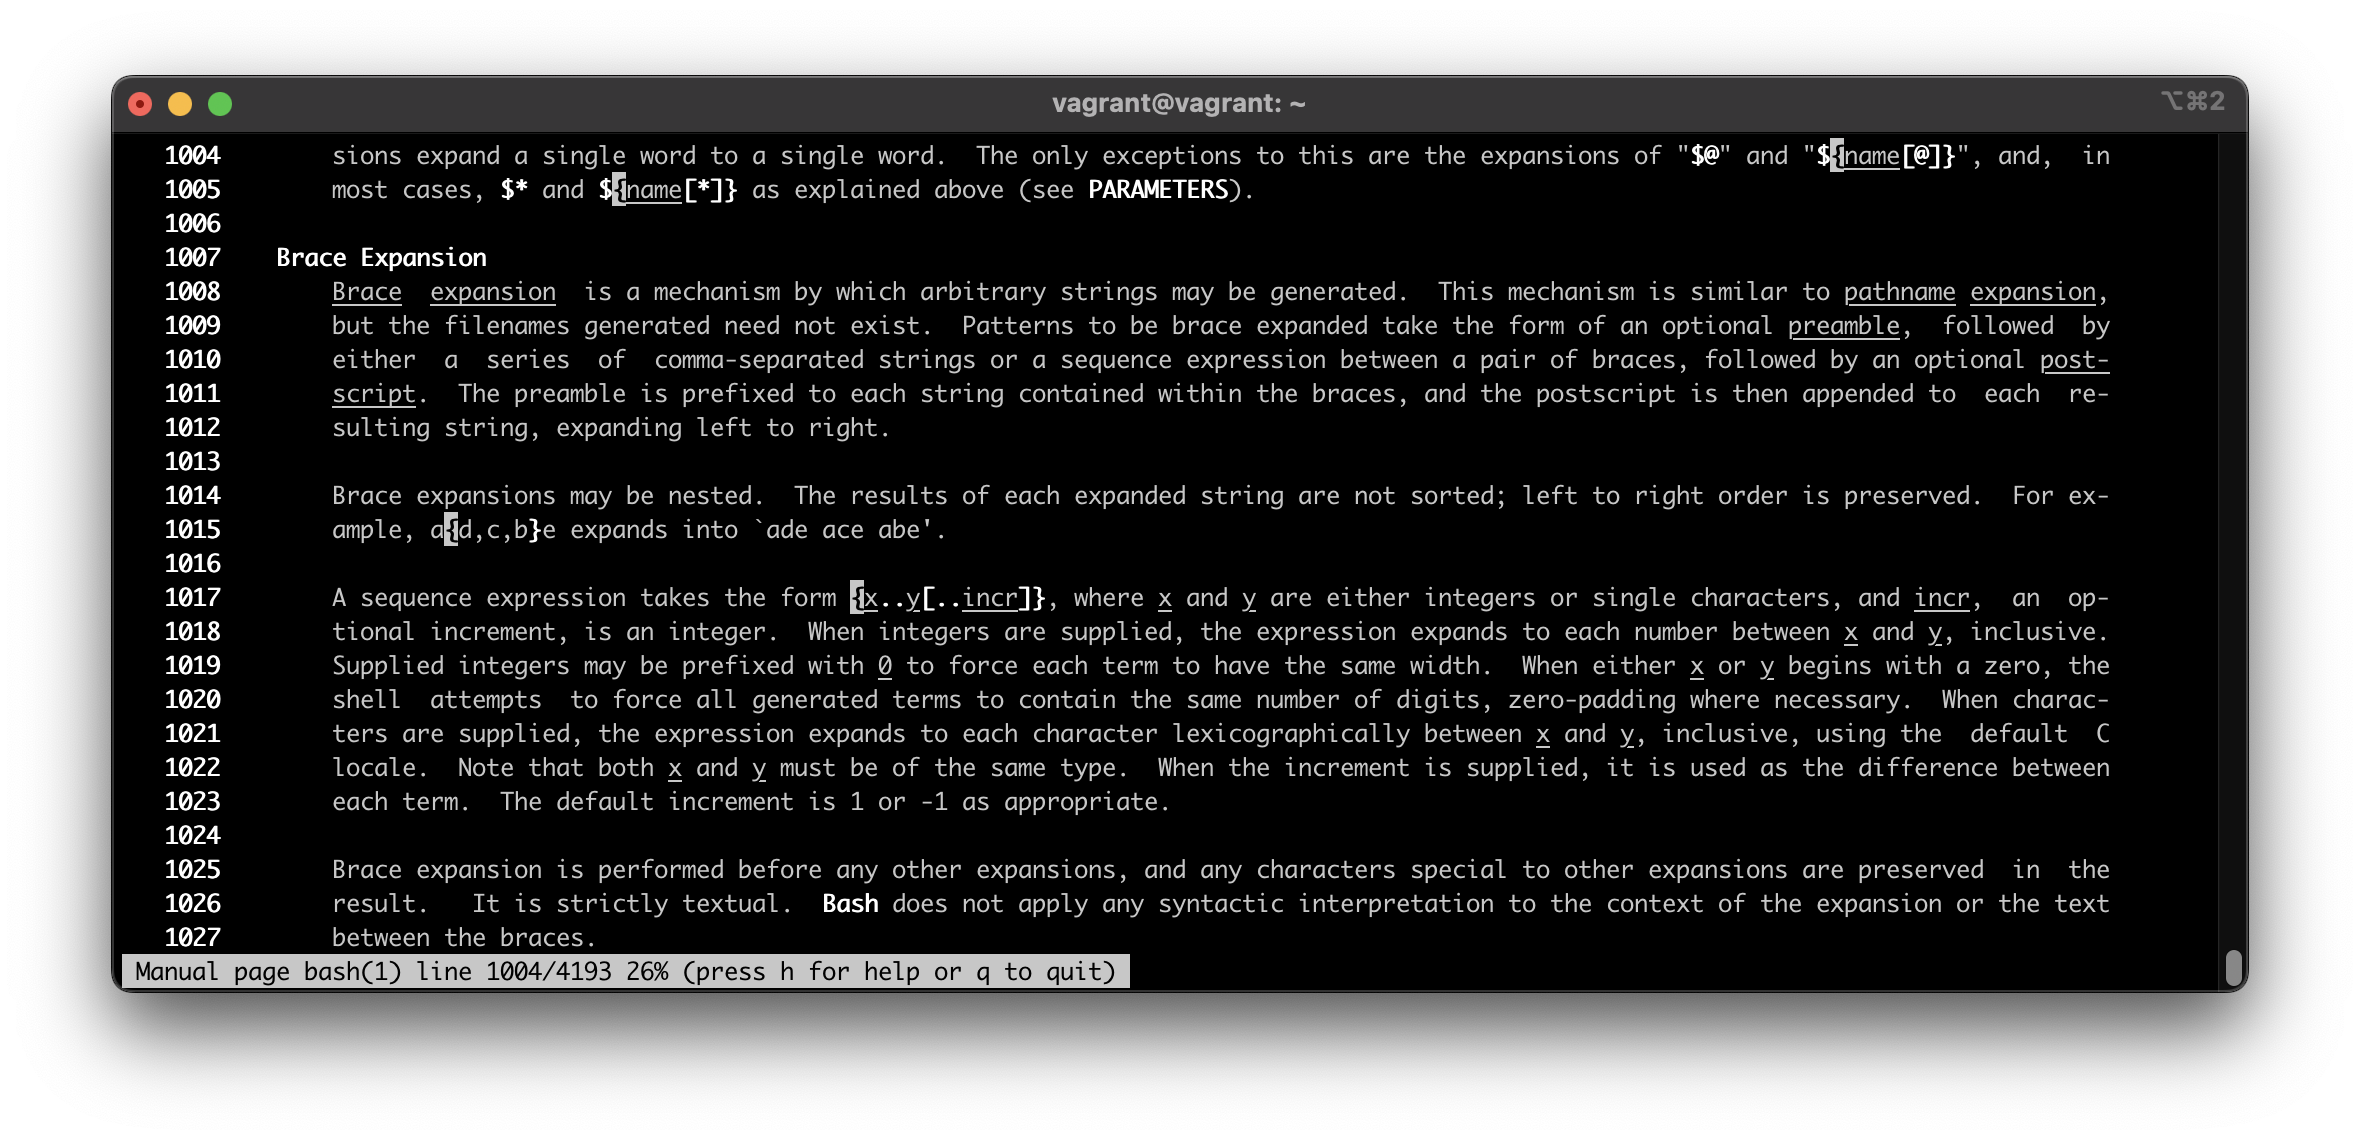 vagrant@vagrant: ~ ⌥⌘2
1004 sions expand a single word to a single word.  The only exceptions to this are the expansions of "$@" and "${name[@]}", and,  in
1005 most cases, $* and ${name[*]} as explained above (see PARAMETERS).
1006
1007 Brace Expansion
1008 Brace  expansion  is a mechanism by which arbitrary strings may be generated.  This mechanism is similar to pathname expansion,
1009 but the filenames generated need not exist.  Patterns to be brace expanded take the form of an optional preamble,  followed  by
1010 either  a  series  of  comma-separated strings or a sequence expression between a pair of braces, followed by an optional post-
1011 script.  The preamble is prefixed to each string contained within the braces, and the postscript is then appended to  each  re-
1012 sulting string, expanding left to right.
1013
1014 Brace expansions may be nested.  The results of each expanded string are not sorted; left to right order is preserved.  For ex-
1015 ample, a{d,c,b}e expands into `ade ace abe'.
1016
1017 A sequence expression takes the form {x..y[..incr]}, where x and y are either integers or single characters, and incr,  an  op-
1018 tional increment, is an integer.  When integers are supplied, the expression expands to each number between x and y, inclusive.
1019 Supplied integers may be prefixed with 0 to force each term to have the same width.  When either x or y begins with a zero, the
1020 shell  attempts  to force all generated terms to contain the same number of digits, zero-padding where necessary.  When charac-
1021 ters are supplied, the expression expands to each character lexicographically between x and y, inclusive, using the  default  C
1022 locale.  Note that both x and y must be of the same type.  When the increment is supplied, it is used as the difference between
1023 each term.  The default increment is 1 or -1 as appropriate.
1024
1025 Brace expansion is performed before any other expansions, and any characters special to other expansions are preserved  in  the
1026 result.   It is strictly textual.  Bash does not apply any syntactic interpretation to the context of the expansion or the text
1027 between the braces.
Manual page bash(1) line 1004/4193 26% (press h for help or q to quit)